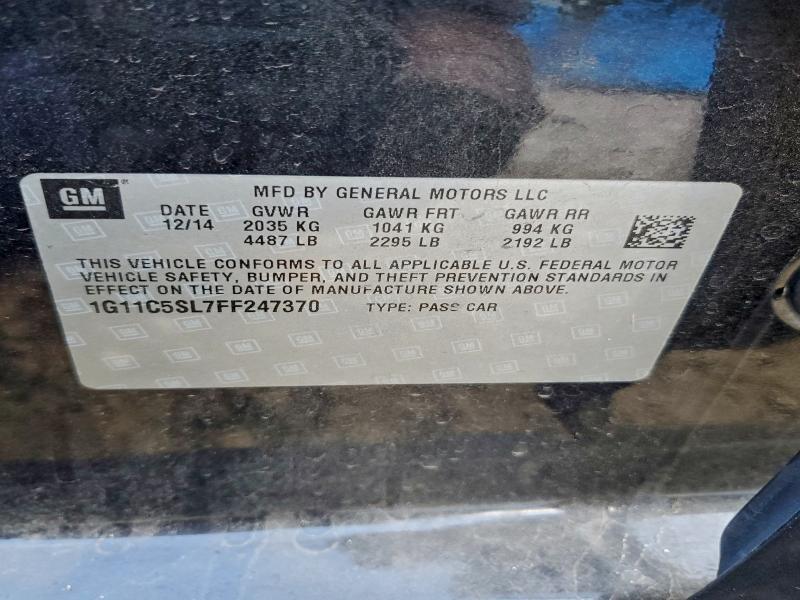 GM
MFD BY GENERAL MOTORS LLC
DATE GVWR GAWR FRT GAWR RR
12/14 2035 KG 1041 KG 994 KG
4487 LB 2295 LB 2192 LB
THIS VEHICLE CONFORMS TO ALL APPLICABLE U.S. FEDERAL MOTOR
VEHICLE SAFETY, BUMPER, AND THEFT PREVENTION STANDARDS IN
EFFECT ON THE DATE OF MANUFACTURE SHOWN ABOVE.
1G11C5SL7FF247370 TYPE: PASS CAR